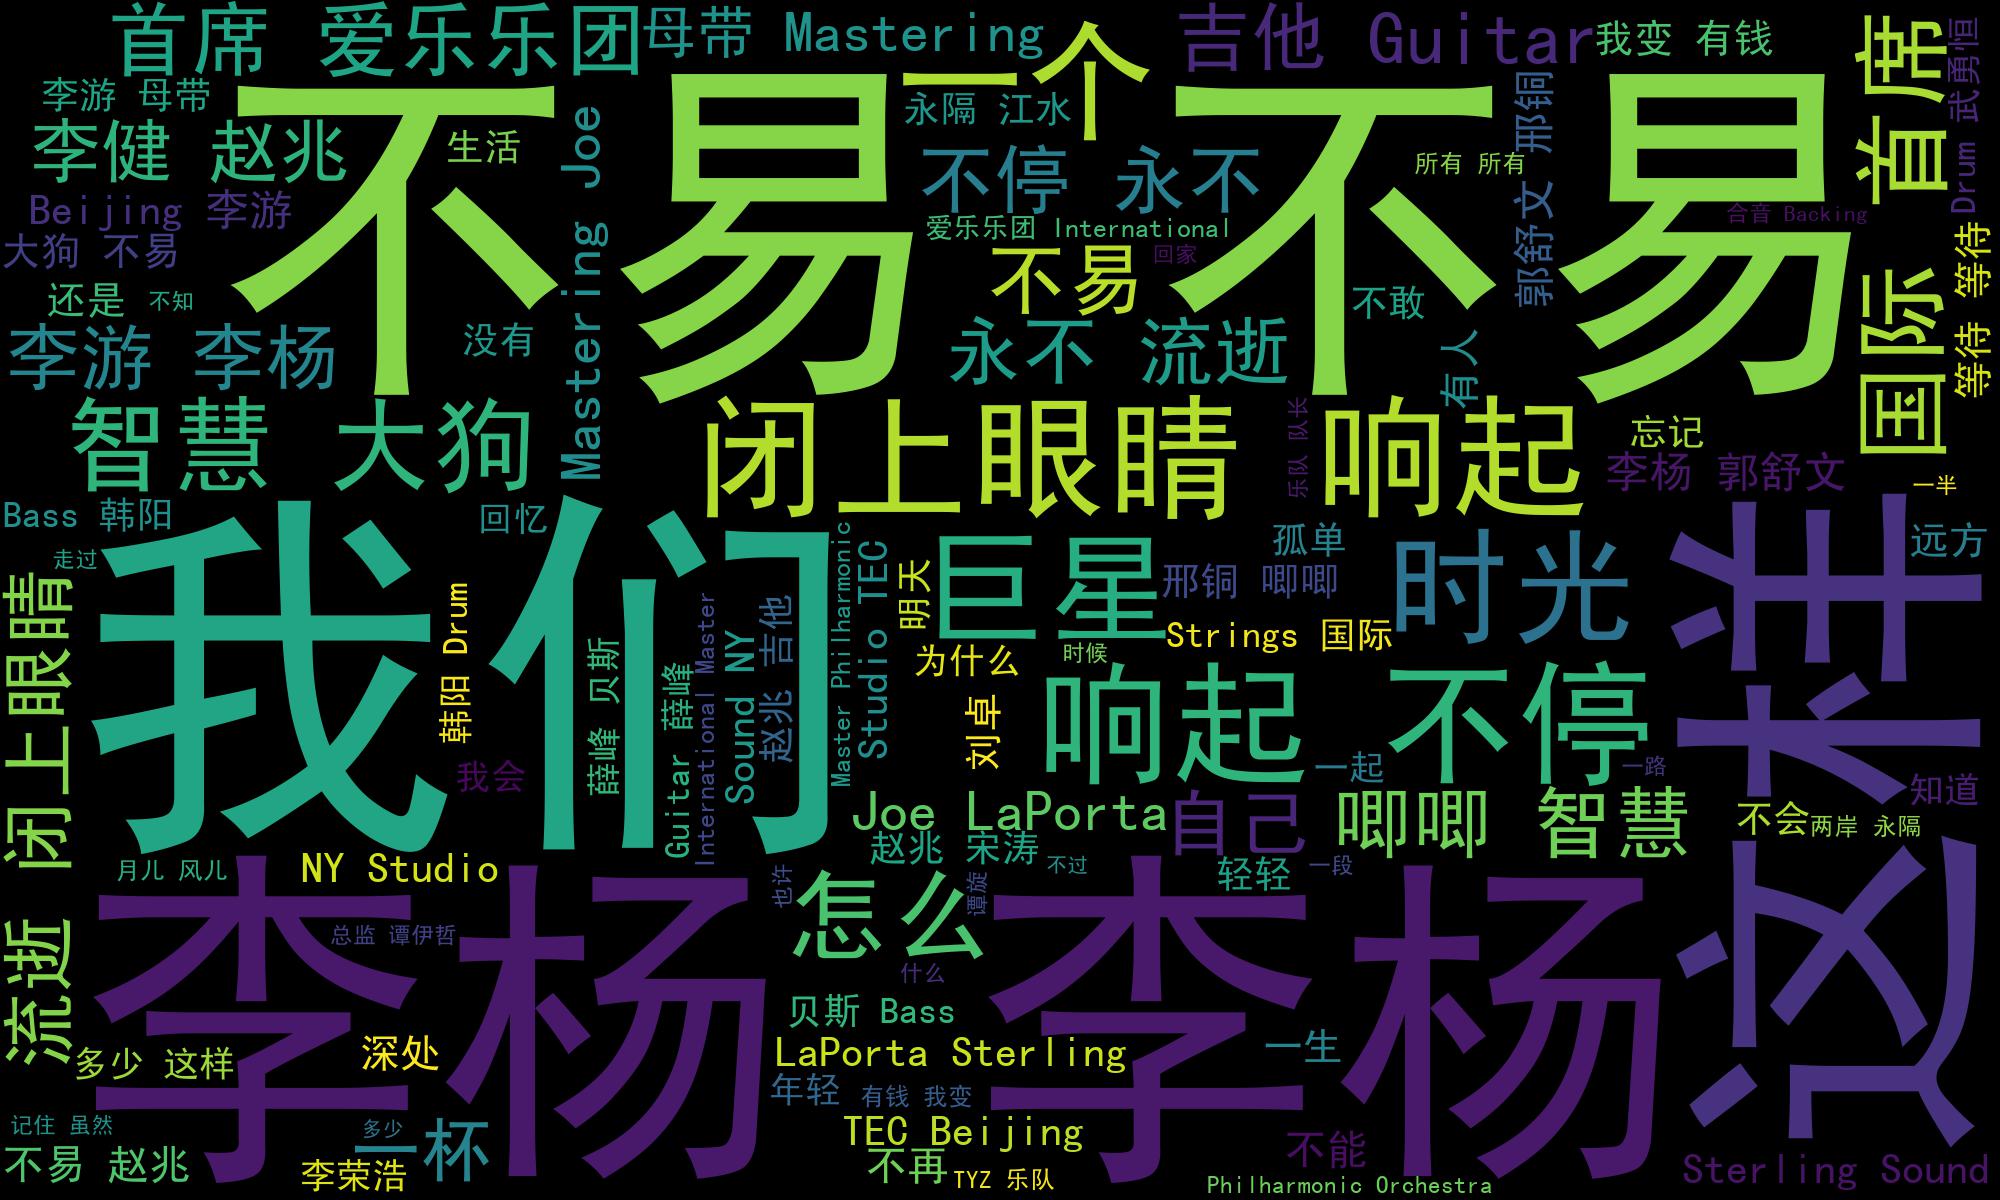 首席 爱乐乐团
母带 Mastering
一个
吉他 Guitar
我变 有钱
首席
武勇恒
李游 母带
不易 不易
永隔 江水
李健 赵兆
生活
Mastering Joe
不停 永不
邢铜
所有 所有
Drum 武勇恒
Beijing 李游
爱乐乐团 International
郭舒文 邢铜
合音 Backing
大狗 不易
不易
回家
等待 等待
还是
不知
不敢
国际 首席
李游 李杨
没有
永不 流逝
有人
智慧 大狗
闭上眼睛 响起
乐队 队长
忘记
李杨 郭舒文
一半
Bass 韩阳
回忆
我们
Master Philharmonic
Studio TEC
巨星
孤单
时光
远方
走过
明天
邢铜 唧唧
这样
流逝 闭上眼睛
韩阳 Drum
薛峰 贝斯
Guitar 薛峰
International Master
Sound NY
赵兆 吉他
为什么
时候
Strings 国际
刘卓
响起 不停
我会
一起
一路
知道
Joe LaPorta
自己
唧唧 智慧
不会
两岸 永隔
月儿 风儿
NY Studio
赵兆 宋涛
不过
轻轻
一段
李杨 李杨
也许
怎么
谭旋
总监 谭伊哲
什么
贝斯 Bass
多少 这样
深处
LaPorta Sterling
一生
年轻
有钱 我变
记住 虽然
多少
一杯
TEC Beijing
不能
不易 赵兆
李荣浩
不再
TYZ 乐队
Philharmonic Orchestra
Sterling Sound